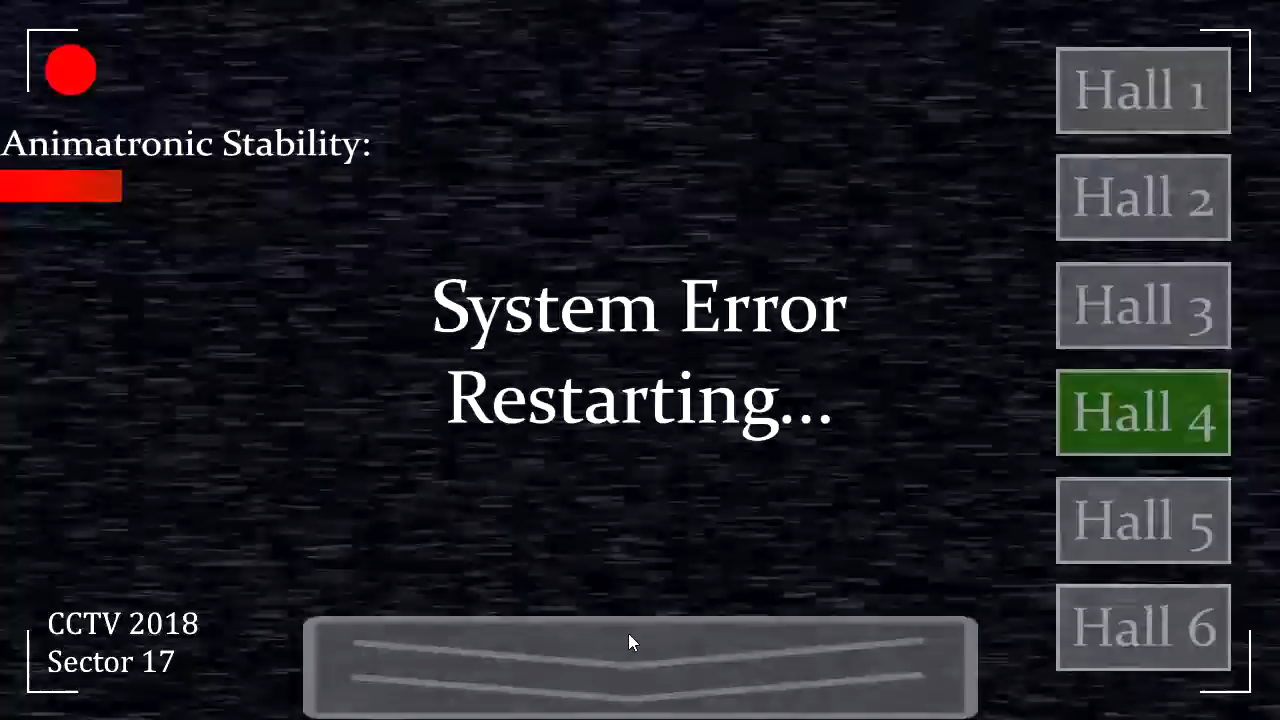 Hall 1
Animatronic Stability:
Hall 2
System Error
Hall 3
Restarting...
Hall 4
Hall 5
CCTV 2018
Hall 6
Sector 17